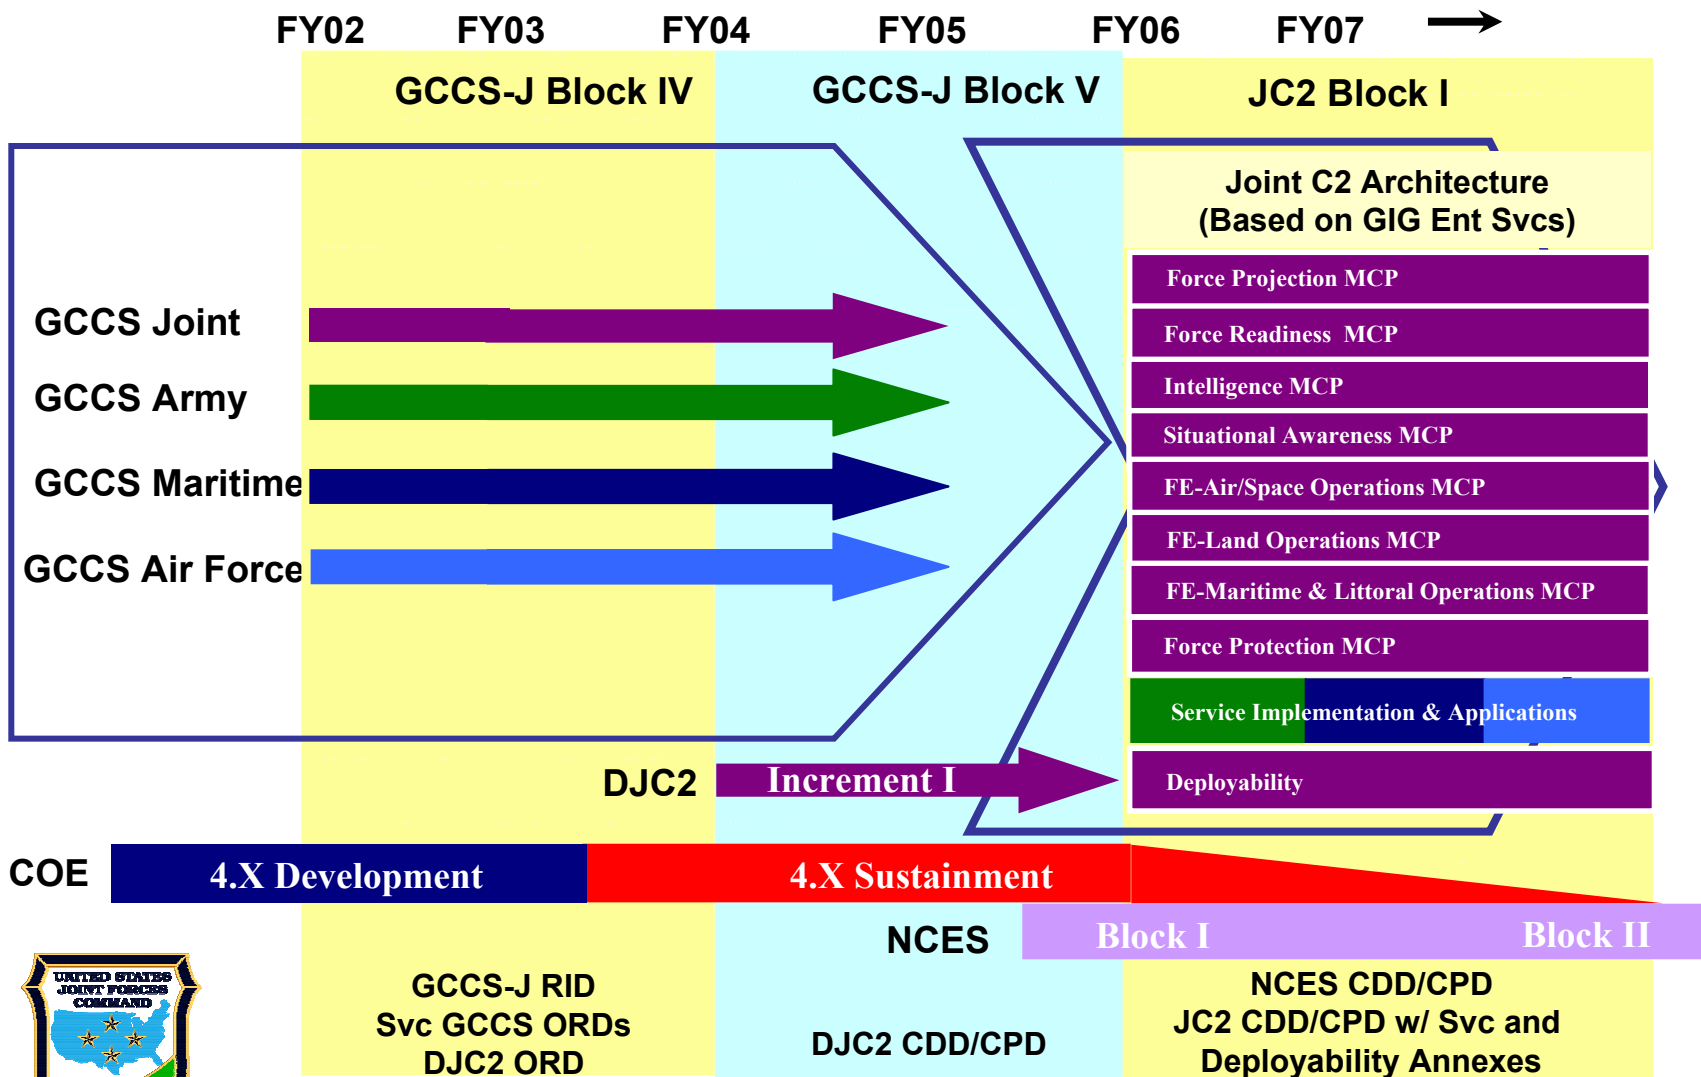 FY02 FY03 FY04 FY05 FY06 FY07
GCCS-J Block IV
GCCS-J Block V
JC2 Block I
Joint C2 Architecture
(Based on GIG Ent Svcs)
Force Projection MCP
Force Readiness MCP
Intelligence MCP
Situational Awareness MCP
FE-Air/Space Operations MCP
FE-Land Operations MCP
FE-Maritime & Littoral Operations MCP
Force Protection MCP
Service Implementation & Applications
Deployability
GCCS Joint
GCCS Army
GCCS Maritime
GCCS Air Force
DJC2
Increment I
COE
4.X Development
4.X Sustainment
NCES
Block I
Block II
UNITED STATES
JOINT FORCES
COMMAND
GCCS-J RID
Svc GCCS ORDs
DJC2 ORD
DJC2 CDD/CPD
NCES CDD/CPD
JC2 CDD/CPD w/ Svc and
Deployability Annexes